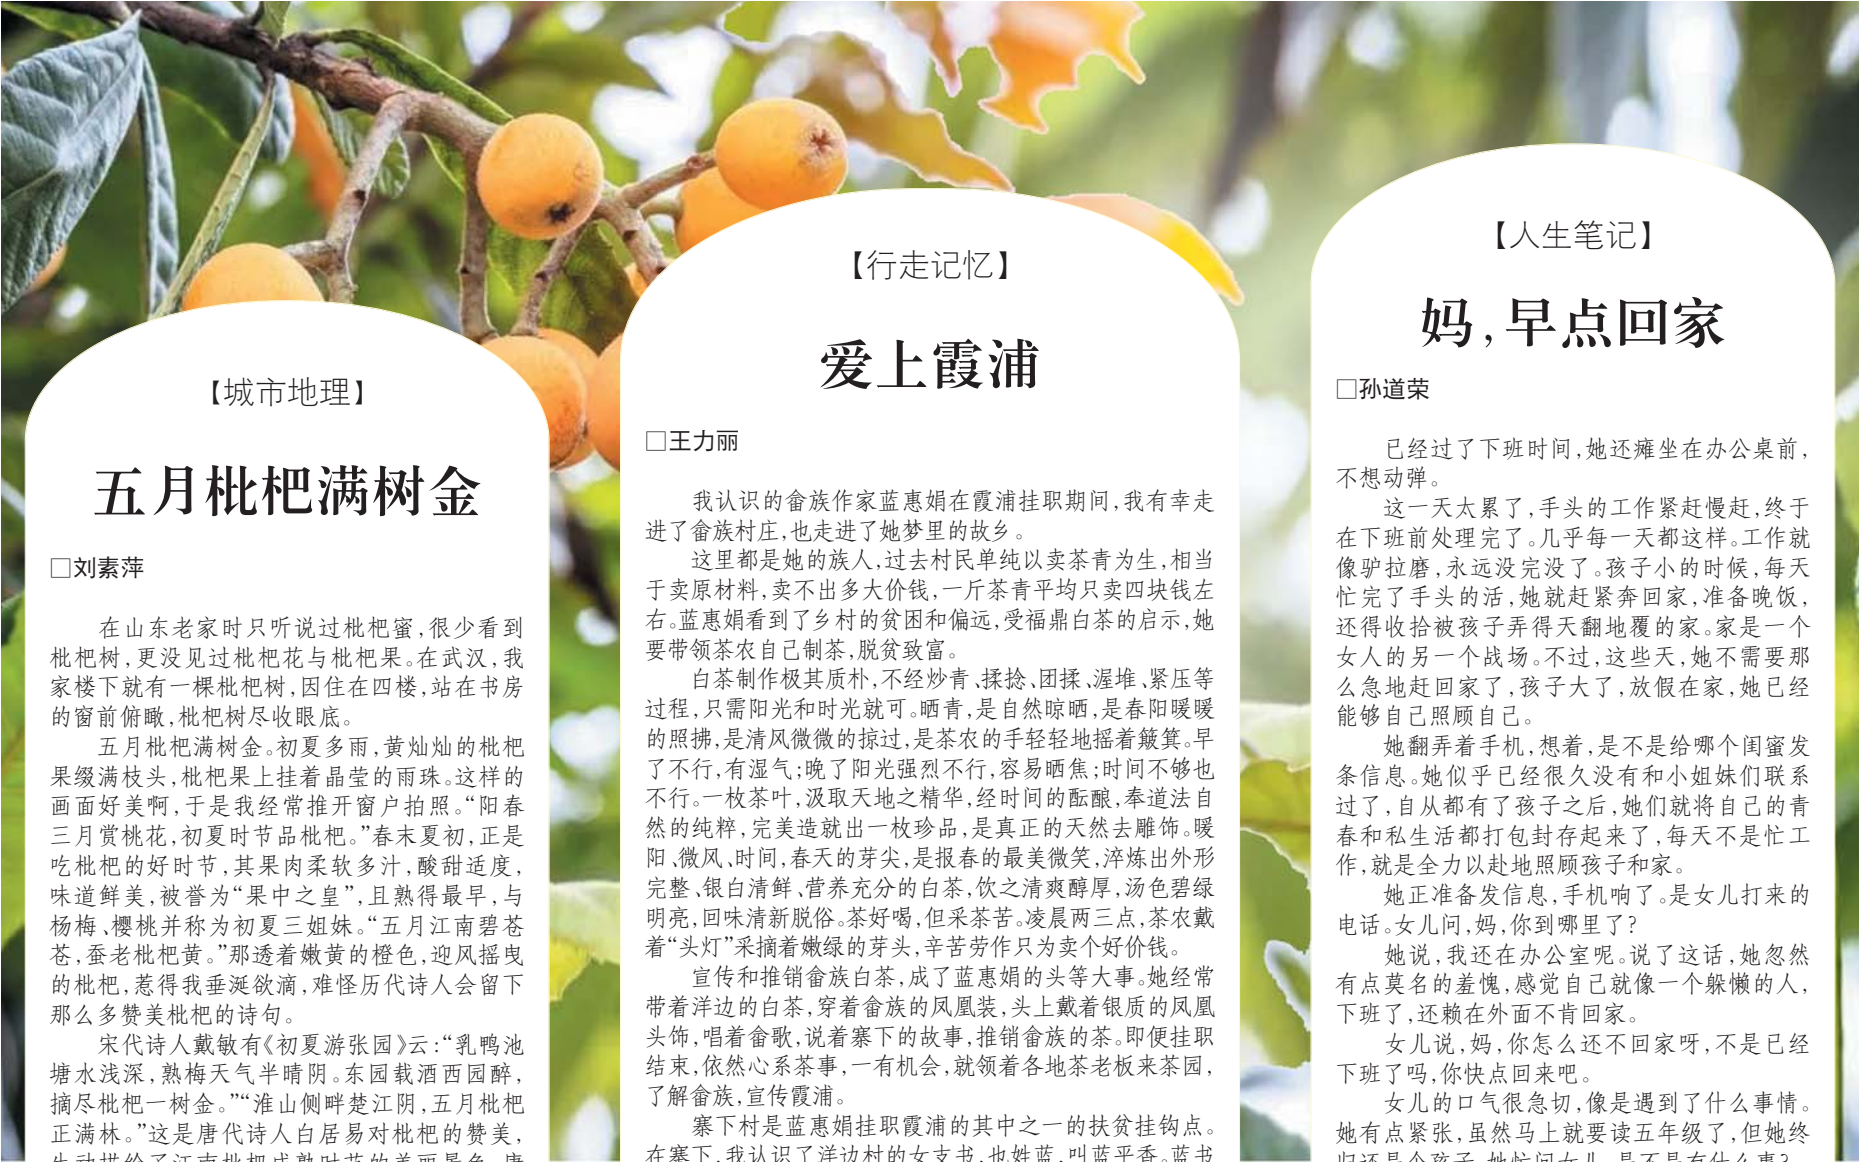 【城市地理】
五月枇杷满树金
□刘素萍
在山东老家时只听说过枇杷蜜,很少看到
枇杷树,更没见过枇杷花与枇杷果。在武汉,我
家楼下就有一棵枇杷树,因住在四楼,站在书房
的窗前俯瞰,枇杷树尽收眼底。
五月枇杷满树金。初夏多雨,黄灿灿的枇杷
果缀满枝头,枇杷果上挂着晶莹的雨珠。这样的
画面好美啊,于是我经常推开窗户拍照。“阳春
三月赏桃花,初夏时节品枇杷。”春末夏初,正是
吃枇杷的好时节,其果肉柔软多汁,酸甜适度,
味道鲜美,被誉为“果中之皇”,且熟得最早,与
杨梅、樱桃并称为初夏三姐妹。“五月江南碧苍
苍,蚕老枇杷黄。”那透着嫩黄的橙色,迎风摇曳
的枇杷,惹得我垂涎欲滴,难怪历代诗人会留下
那么多赞美枇杷的诗句。
宋代诗人戴敏有《初夏游张园》云:“乳鸭池
塘水浅深,熟梅天气半晴阴。东园载酒西园醉,
摘尽枇杷一树金。”“淮山侧畔楚江阴,五月枇杷
正满林。”这是唐代诗人白居易对枇杷的赞美,
【行走记忆】
爱上霞浦
□王力丽
我认识的畲族作家蓝惠娟在霞浦挂职期间,我有幸走
进了畲族村庄,也走进了她梦里的故乡。
这里都是她的族人,过去村民单纯以卖茶青为生,相当
于卖原材料,卖不出多大价钱,一斤茶青平均只卖四块钱左
右。蓝惠娟看到了乡村的贫困和偏远,受福鼎白茶的启示,她
要带领茶农自己制茶,脱贫致富。
白茶制作极其质朴,不经炒青、揉捻、团揉、渥堆、紧压等
过程,只需阳光和时光就可。晒青,是自然晾晒,是春阳暖暖
的照拂,是清风微微的掠过,是茶农的手轻轻地摇着簸箕。早
了不行,有湿气;晚了阳光强烈不行,容易晒焦;时间不够也
不行。一枚茶叶,汲取天地之精华,经时间的酝酿,奉道法自
然的纯粹,完美造就出一枚珍品,是真正的天然去雕饰。暖
阳、微风、时间,春天的芽尖,是报春的最美微笑,淬炼出外形
完整、银白清鲜、营养充分的白茶,饮之清爽醇厚,汤色碧绿
明亮,回味清新脱俗。茶好喝,但采茶苦。凌晨两三点,茶农戴
着“头灯”采摘着嫩绿的芽头,辛苦劳作只为卖个好价钱。
宣传和推销畲族白茶,成了蓝惠娟的头等大事。她经常
带着洋边的白茶,穿着畲族的凤凰装,头上戴着银质的凤凰
头饰,唱着畲歌,说着寨下的故事,推销畲族的茶。即便挂职
结束,依然心系茶事,一有机会,就领着各地茶老板来茶园,
了解畲族,宣传霞浦。
寨下村是蓝惠娟挂职霞浦的其中之一的扶贫挂钩点。
在寨下,我认识了洋边村的女支书,也姓蓝,叫蓝平香。蓝书
【人生笔记】
妈,早点回家
□孙道荣
已经过了下班时间,她还瘫坐在办公桌前,
不想动弹。
这一天太累了,手头的工作紧赶慢赶,终于
在下班前处理完了。几乎每一天都这样。工作就
像驴拉磨,永远没完没了。孩子小的时候,每天
忙完了手头的活,她就赶紧奔回家,准备晚饭,
还得收拾被孩子弄得天翻地覆的家。家是一个
女人的另一个战场。不过,这些天,她不需要那
么急地赶回家了,孩子大了,放假在家,她已经
能够自己照顾自己。
她翻弄着手机,想着,是不是给哪个闺蜜发
条信息。她似乎已经很久没有和小姐妹们联系
过了,自从都有了孩子之后,她们就将自己的青
春和私生活都打包封存起来了,每天不是忙工
作,就是全力以赴地照顾孩子和家。
她正准备发信息,手机响了。是女儿打来的
电话。女儿问,妈,你到哪里了?
她说,我还在办公室呢。说了这话,她忽然
有点莫名的羞愧,感觉自己就像一个躲懒的人,
下班了,还赖在外面不肯回家。
女儿说,妈,你怎么还不回家呀,不是已经
下班了吗,你快点回来吧。
女儿的口气很急切,像是遇到了什么事情。
她有点紧张,虽然马上就要读五年级了,但她终